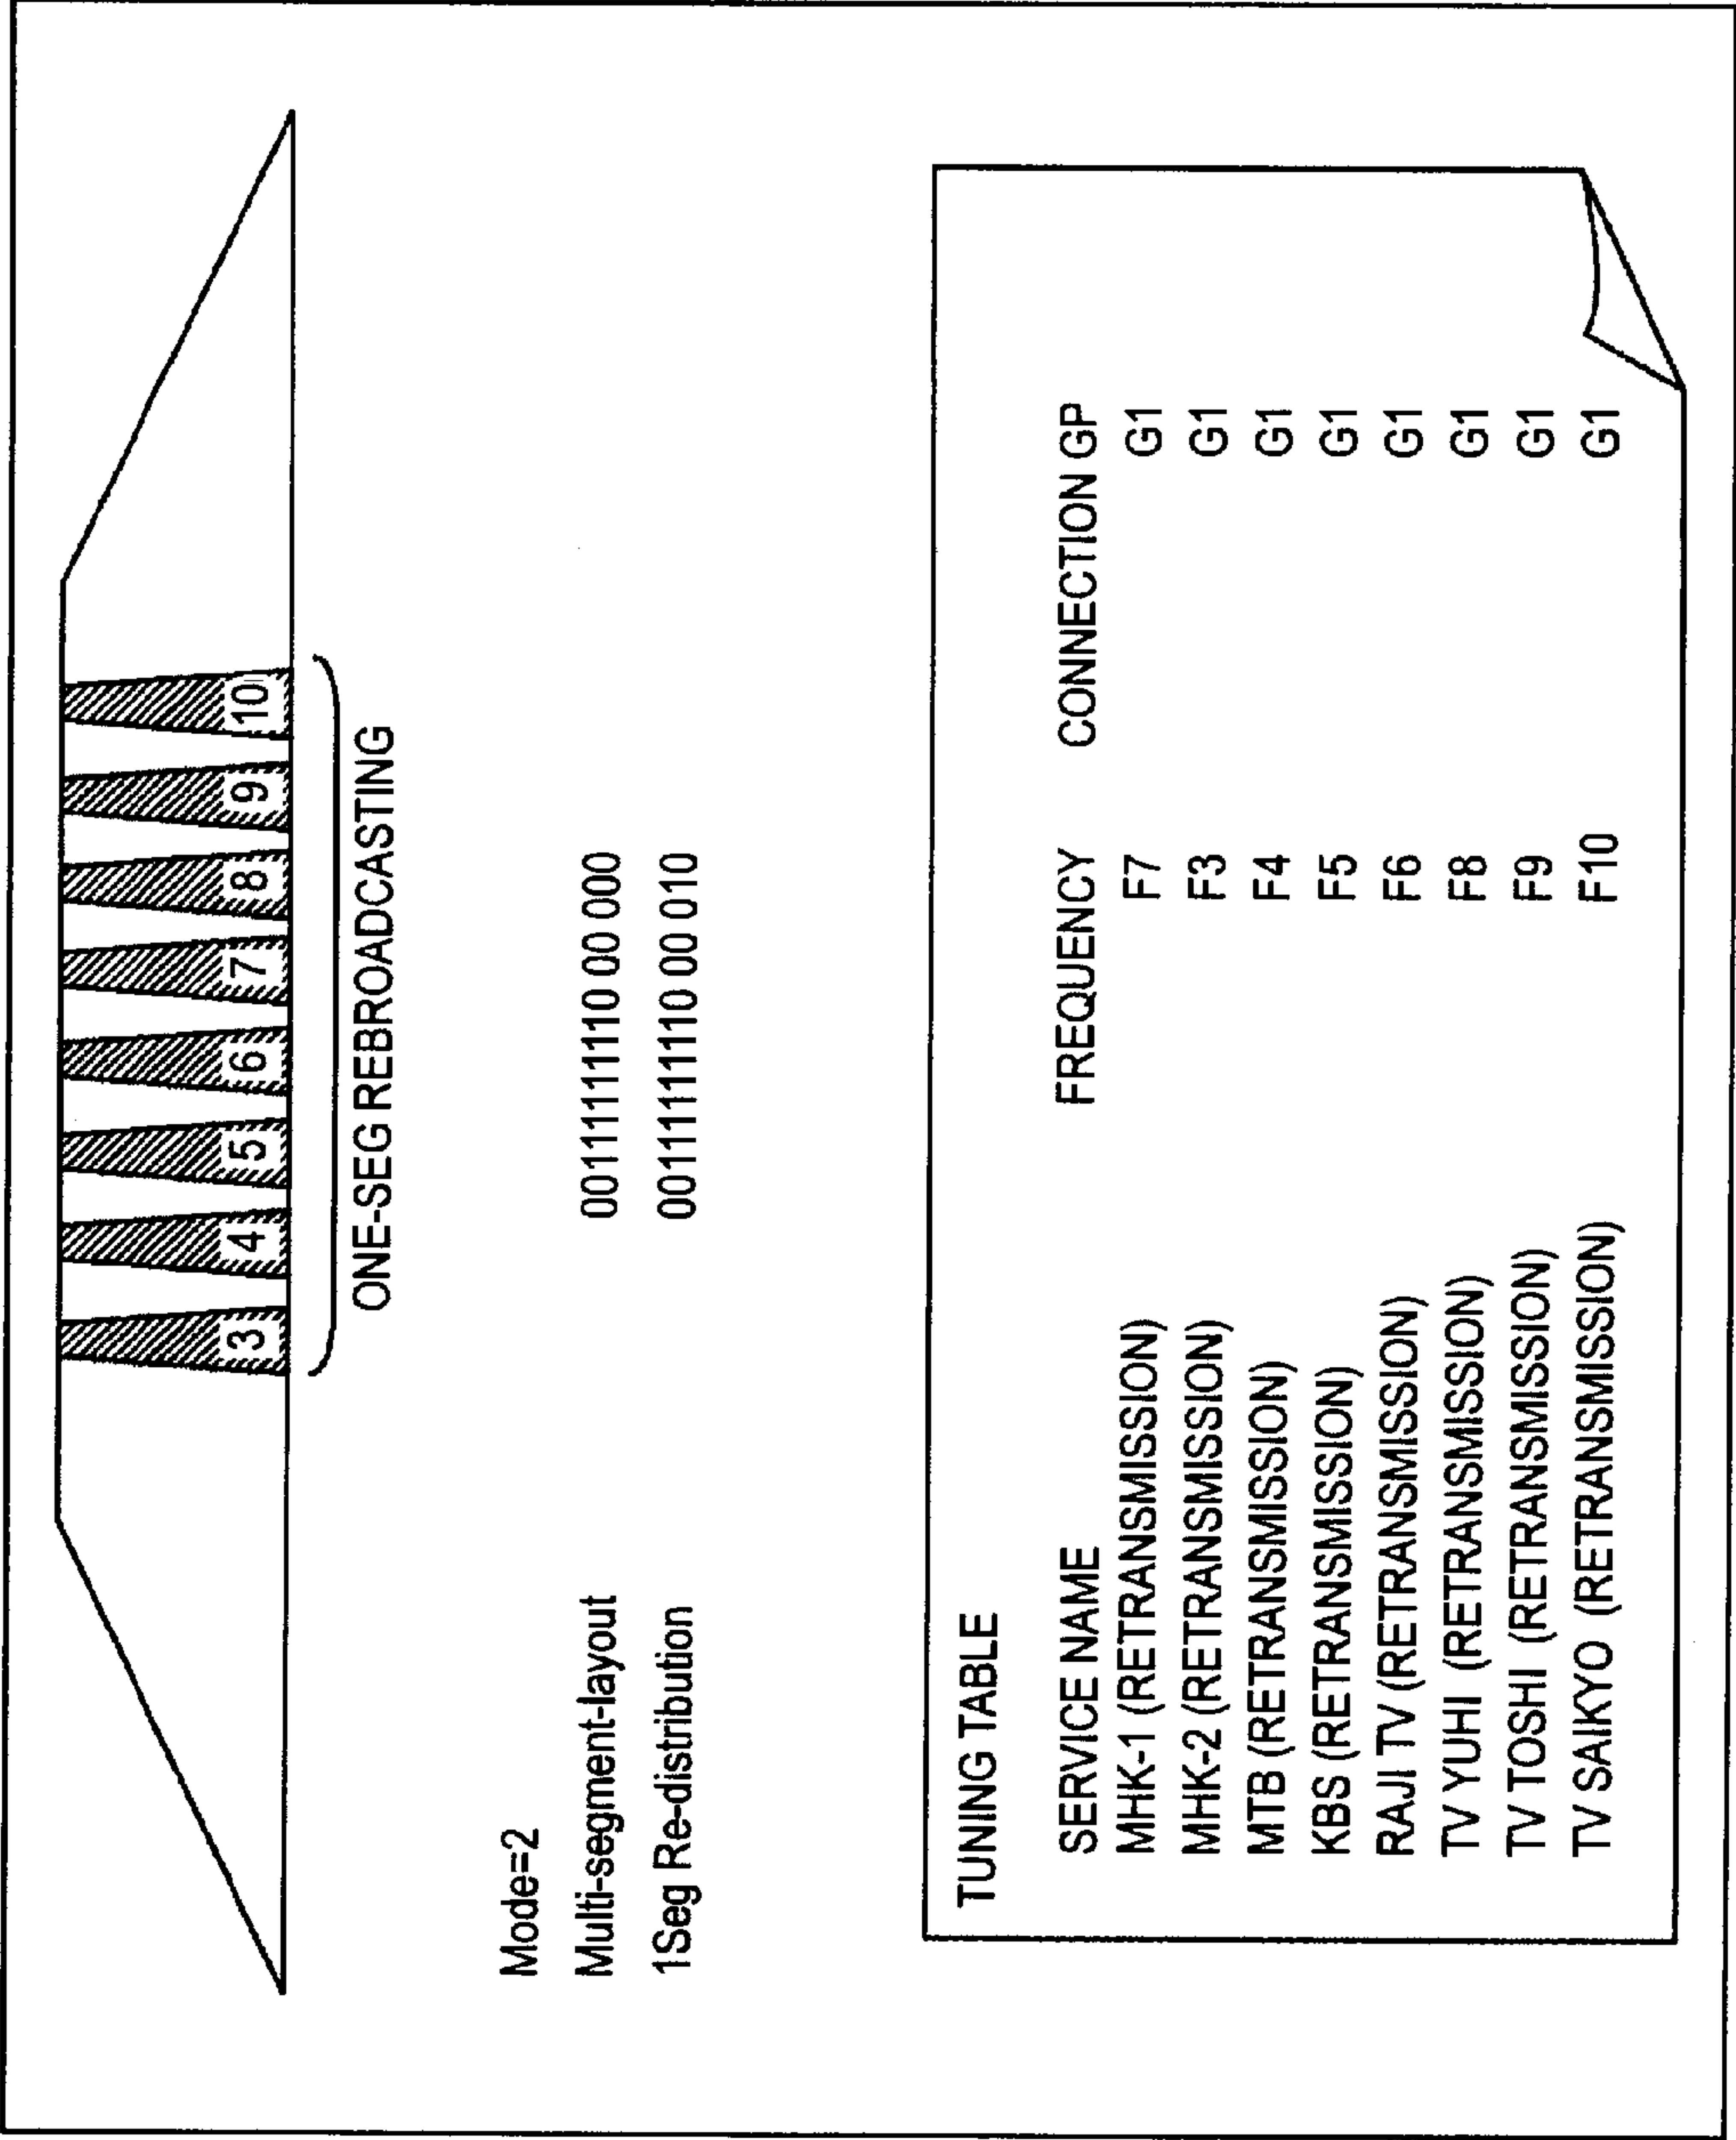 3 4 5 6 7 8 9 10
ONE-SEG REBROADCASTING
Mode=2
Multi-segment-layout 00111111110 00 000
1Seg Re-distribution 00111111110 00 010
TUNING TABLE
SERVICE NAME FREQUENCY CONNECTION GP
MHK-1 (RETRANSMISSION) F7 G1
MHK-2 (RETRANSMISSION) F3 G1
MTB (RETRANSMISSION) F4 G1
KBS (RETRANSMISSION) F5 G1
RAJI TV (RETRANSMISSION) F6 G1
TV YUHI (RETRANSMISSION) F8 G1
TV TOSHI (RETRANSMISSION) F9 G1
TV SAIKYO (RETRANSMISSION) F10 G1